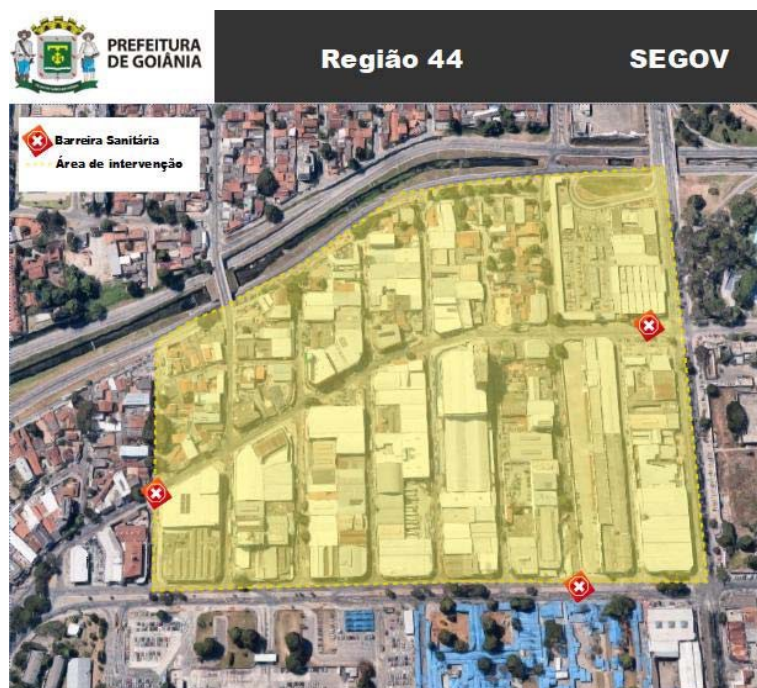 PREFEITURA
DE GOIÂNIA
Região 44
SEGOV
Barreira Sanitária
Área de intervenção